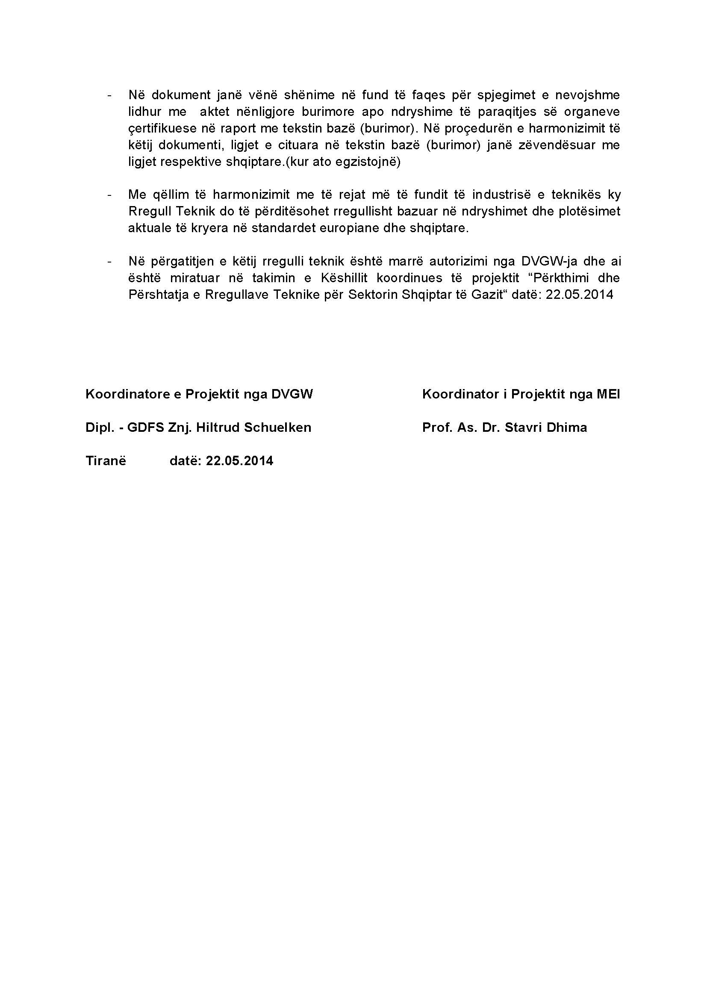 - Në dokument janë vënë shënime në fund të faqes për spjegimet e nevojshme
lidhur me aktet nënligjore burimore apo ndryshime të paraqitjes së organeve
çertifikuese në raport me tekstin bazë (burimor). Në proçedurën e harmonizimit të
këtij dokumenti, ligjet e cituara në tekstin bazë (burimor) janë zëvendësuar me
ligjet respektive shqiptare.(kur ato egzistojnë)
- Me qëllim të harmonizimit me të rejat më të fundit të industrisë e teknikës ky
Rregull Teknik do të përditësohet rregullisht bazuar në ndryshimet dhe plotësimet
aktuale të kryera në standardet europiane dhe shqiptare.
- Në përgatitjen e këtij rregulli teknik është marrë autorizimi nga DVGW-ja dhe ai
është miratuar në takimin e Këshillit koordinues të projektit “Përkthimi dhe
Përshtatja e Rregullave Teknike për Sektorin Shqiptar të Gazit“ datë: 22.05.2014
Koordinatore e Projektit nga DVGW Koordinator i Projektit nga MEI
Dipl. - GDFS Znj. Hiltrud Schuelken Prof. As. Dr. Stavri Dhima
Tiranë datë: 22.05.2014